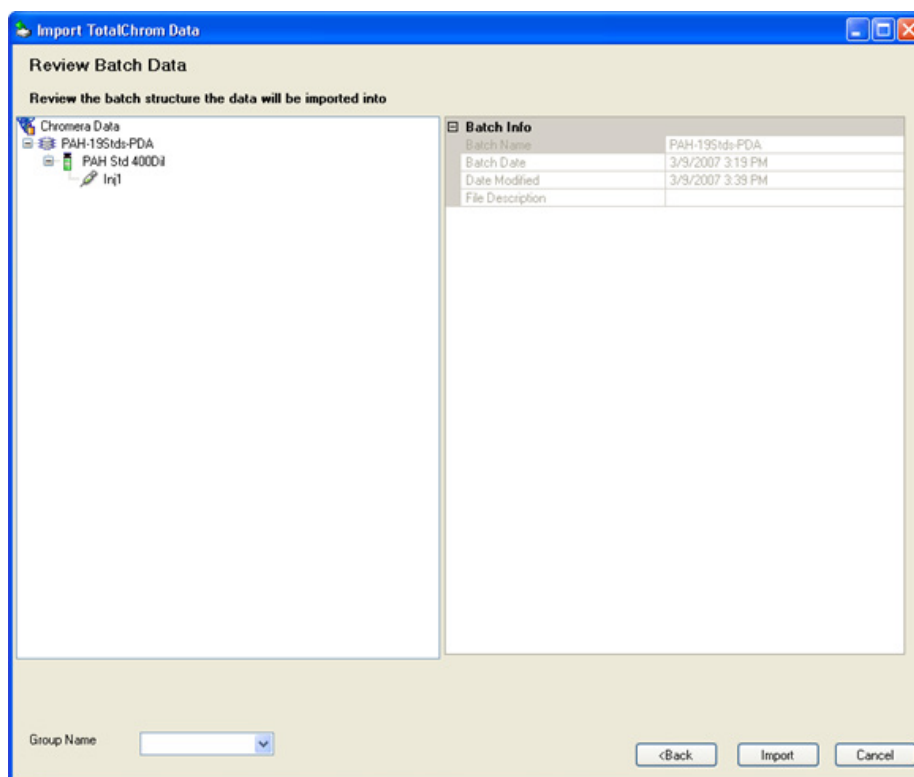 Import TotalChrom Data
Review Batch Data
Review the batch structure the data will be imported into
Chromera Data
PAH-19Stds-PDA
PAH Std 400Dil
Inj1
Batch Info
Batch Name PAH-19Stds-PDA
Batch Date 3/9/2007 3:19 PM
Date Modified 3/9/2007 3:39 PM
File Description
Group Name
<Back Import Cancel